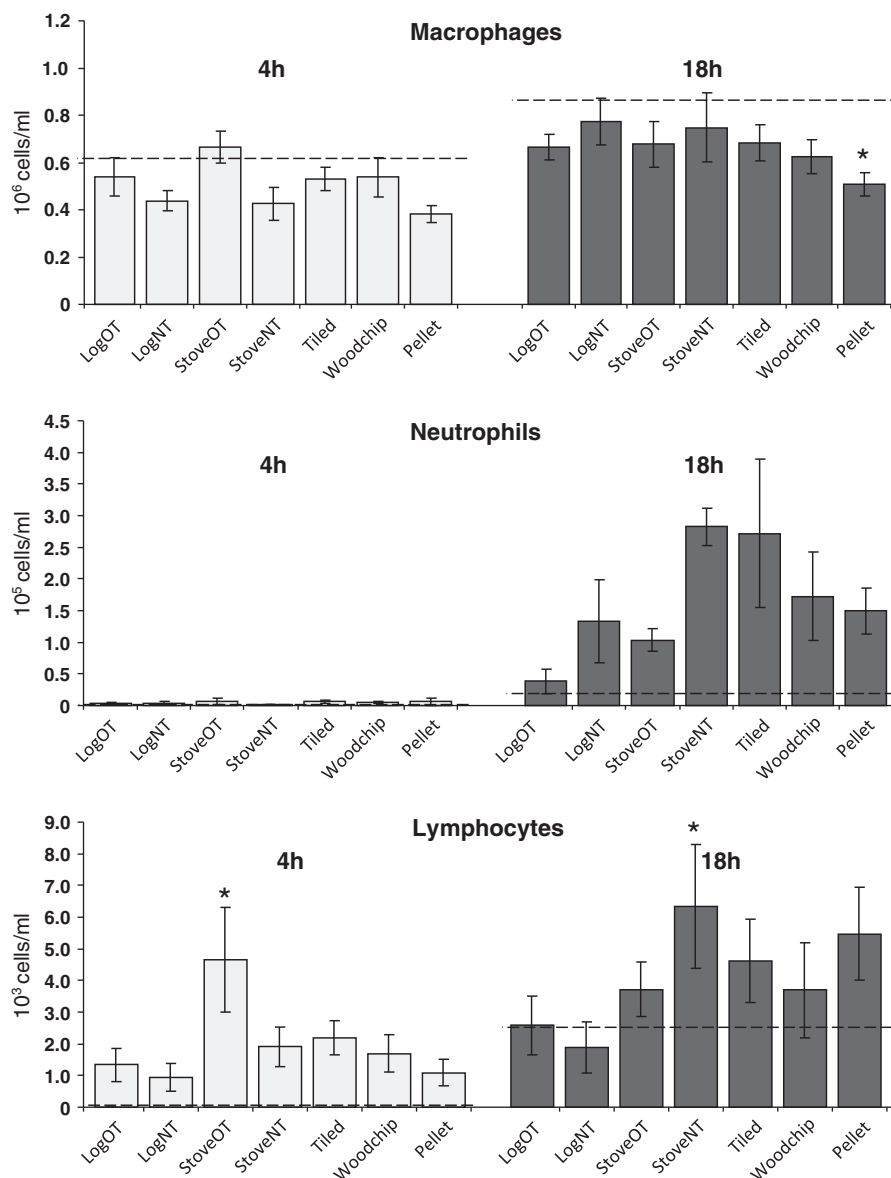 Macrophages
4h
18h
10⁶ cells/ml
1.2
1.0
0.8
0.6
0.4
0.2
0
*
LogOT LogNT StoveOT StoveNT Tiled Woodchip Pellet
LogOT LogNT StoveOT StoveNT Tiled Woodchip Pellet
Neutrophils
4h
18h
10⁵ cells/ml
4.5
4.0
3.5
3.0
2.5
2.0
1.5
1.0
0.5
0
LogOT LogNT StoveOT StoveNT Tiled Woodchip Pellet
LogOT LogNT StoveOT StoveNT Tiled Woodchip Pellet
Lymphocytes
4h
18h
10³ cells/ml
9.0
8.0
7.0
6.0
5.0
4.0
3.0
2.0
1.0
0
*
*
LogOT LogNT StoveOT StoveNT Tiled Woodchip Pellet
LogOT LogNT StoveOT StoveNT Tiled Woodchip Pellet